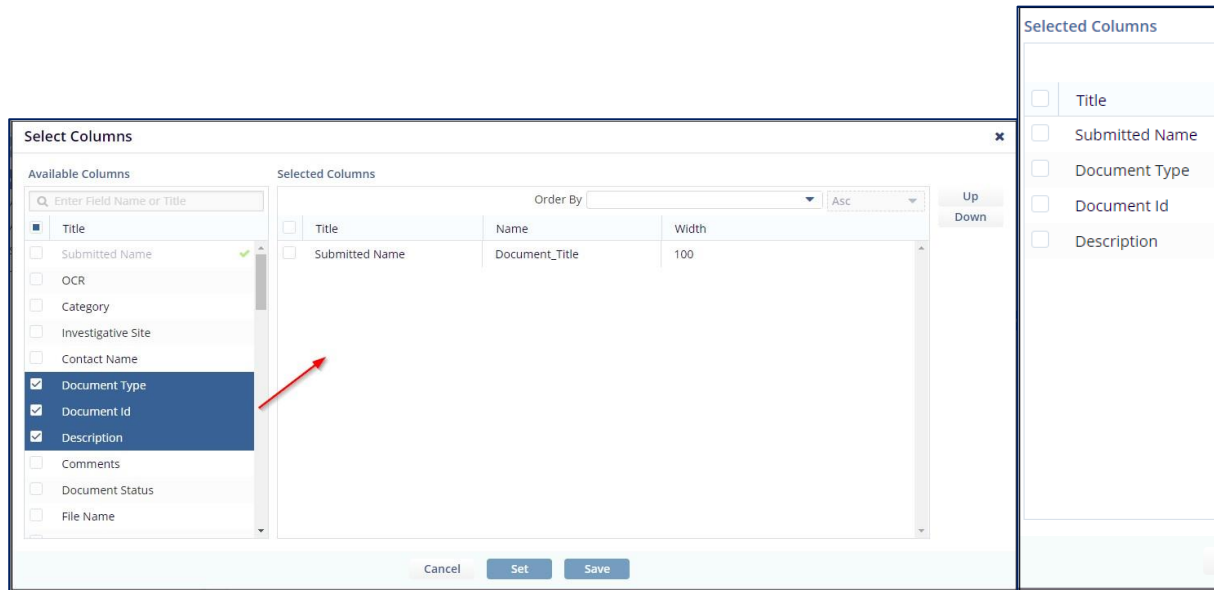 Select Columns
Available Columns
Enter Field Name or Title
Title
Submitted Name
OCR
Category
Investigative Site
Contact Name
Document Type
Document Id
Description
Comments
Document Status
File Name
Selected Columns
Order By Asc
Title Name Width
Submitted Name Document_Title 100
Up
Down
Cancel Set Save
Selected Columns
Title
Submitted Name
Document Type
Document Id
Description